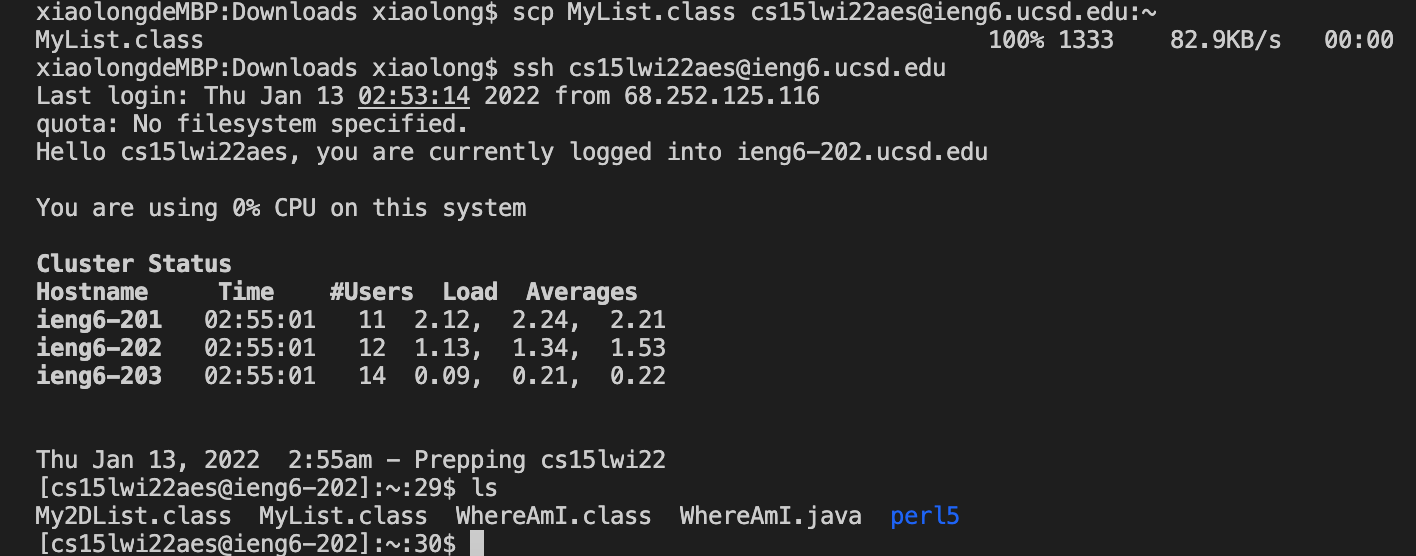 xiaolongdeMBP:Downloads xiaolong$ scp MyList.class cs15lwi22aes@ieng6.ucsd.edu:~
MyList.class 100% 1333 82.9KB/s 00:00
xiaolongdeMBP:Downloads xiaolong$ ssh cs15lwi22aes@ieng6.ucsd.edu
Last login: Thu Jan 13 02:53:14 2022 from 68.252.125.116
quota: No filesystem specified.
Hello cs15lwi22aes, you are currently logged into ieng6-202.ucsd.edu
You are using 0% CPU on this system
Cluster Status
Hostname Time #Users Load Averages
ieng6-201 02:55:01 11 2.12, 2.24, 2.21
ieng6-202 02:55:01 12 1.13, 1.34, 1.53
ieng6-203 02:55:01 14 0.09, 0.21, 0.22
Thu Jan 13, 2022 2:55am - Prepping cs15lwi22
[cs15lwi22aes@ieng6-202]:~:29$ ls
My2DList.class MyList.class WhereAmI.class WhereAmI.java perl5
[cs15lwi22aes@ieng6-202]:~:30$